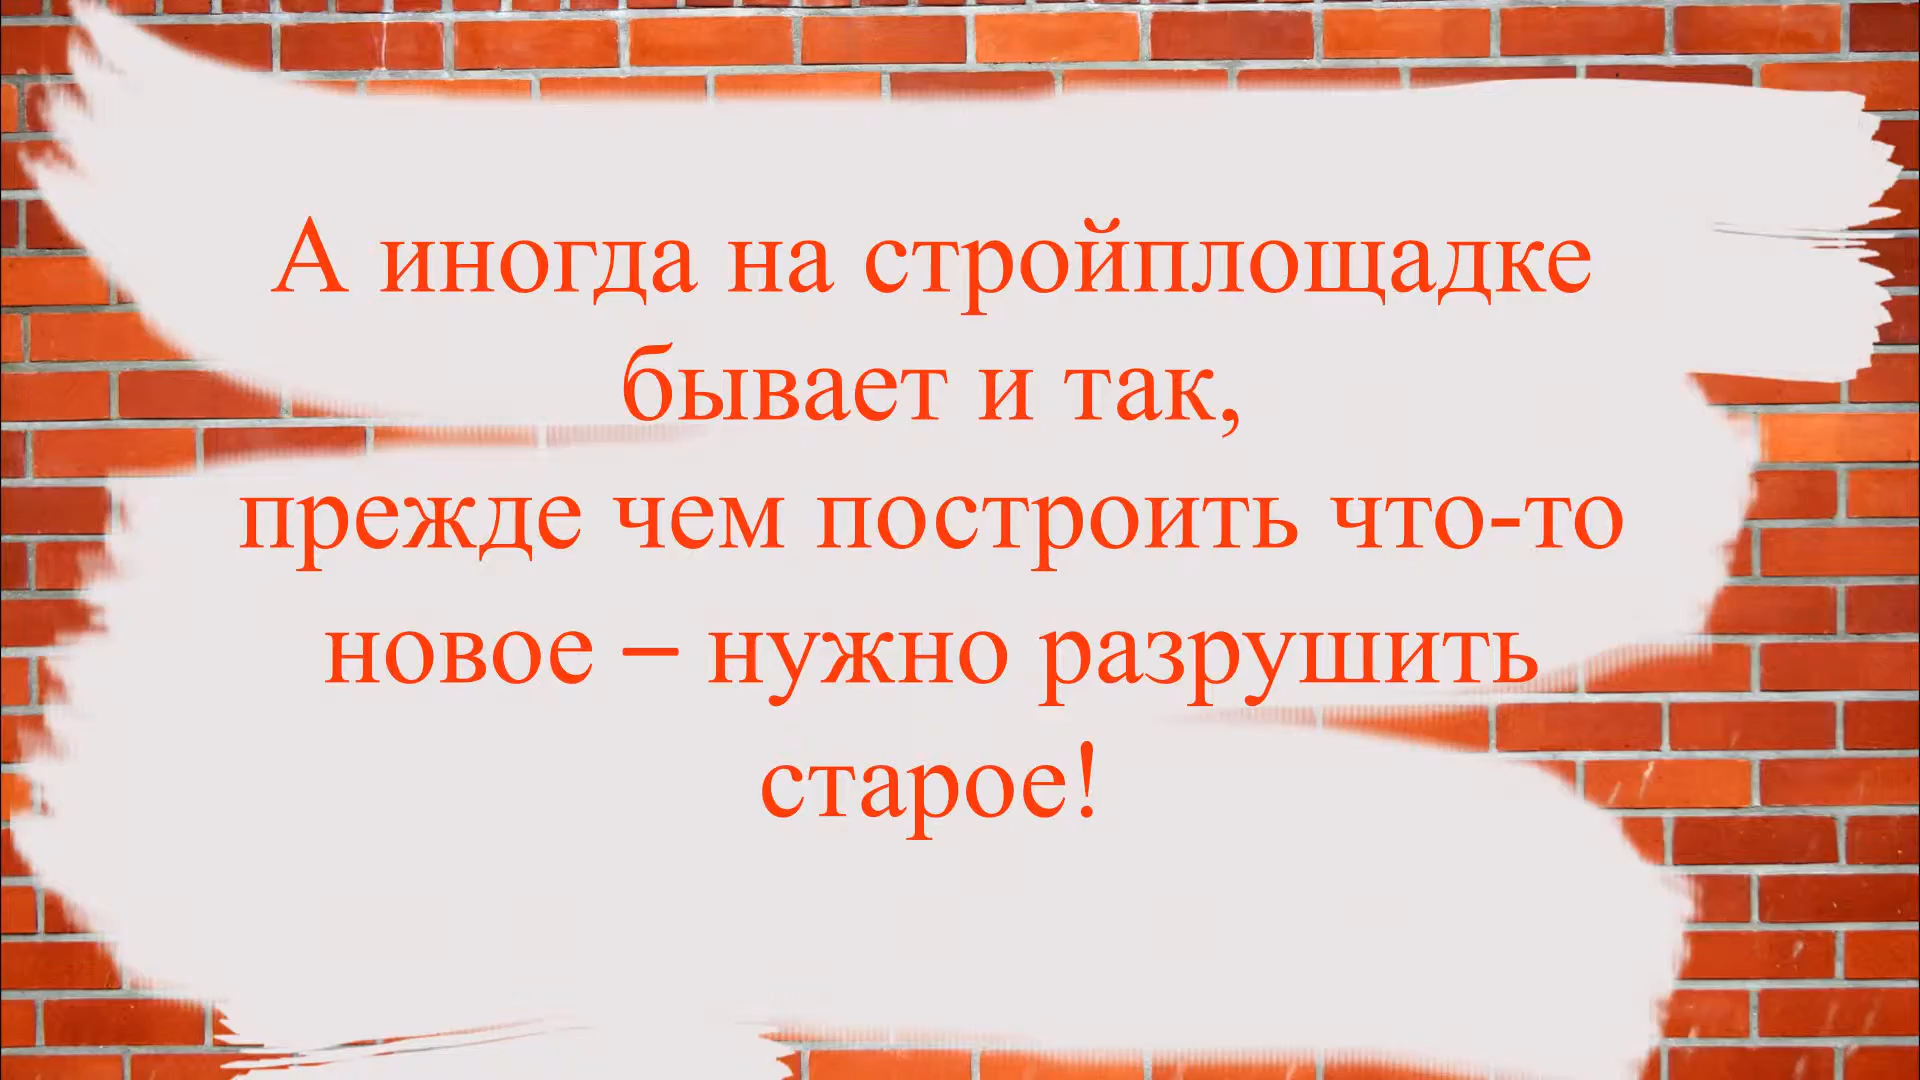 А иногда на стройплощадке
бывает и так,
прежде чем построить что-то
новое – нужно разрушить
старое!